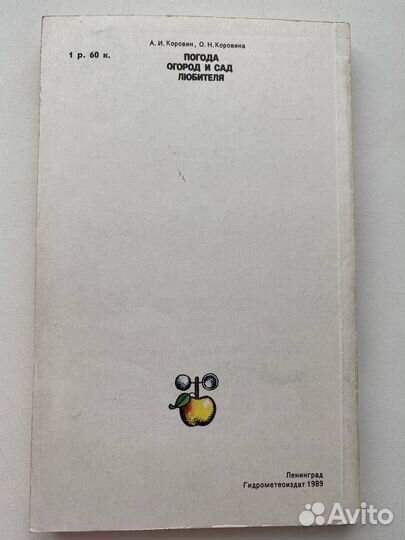 А. И. Коровин, О. Н. Коровина
1 р. 60 к.
ПОГОДА
ОГОРОД И САД
ЛЮБИТЕЛЯ
Ленинград
Гидрометеоиздат 1989
Avito